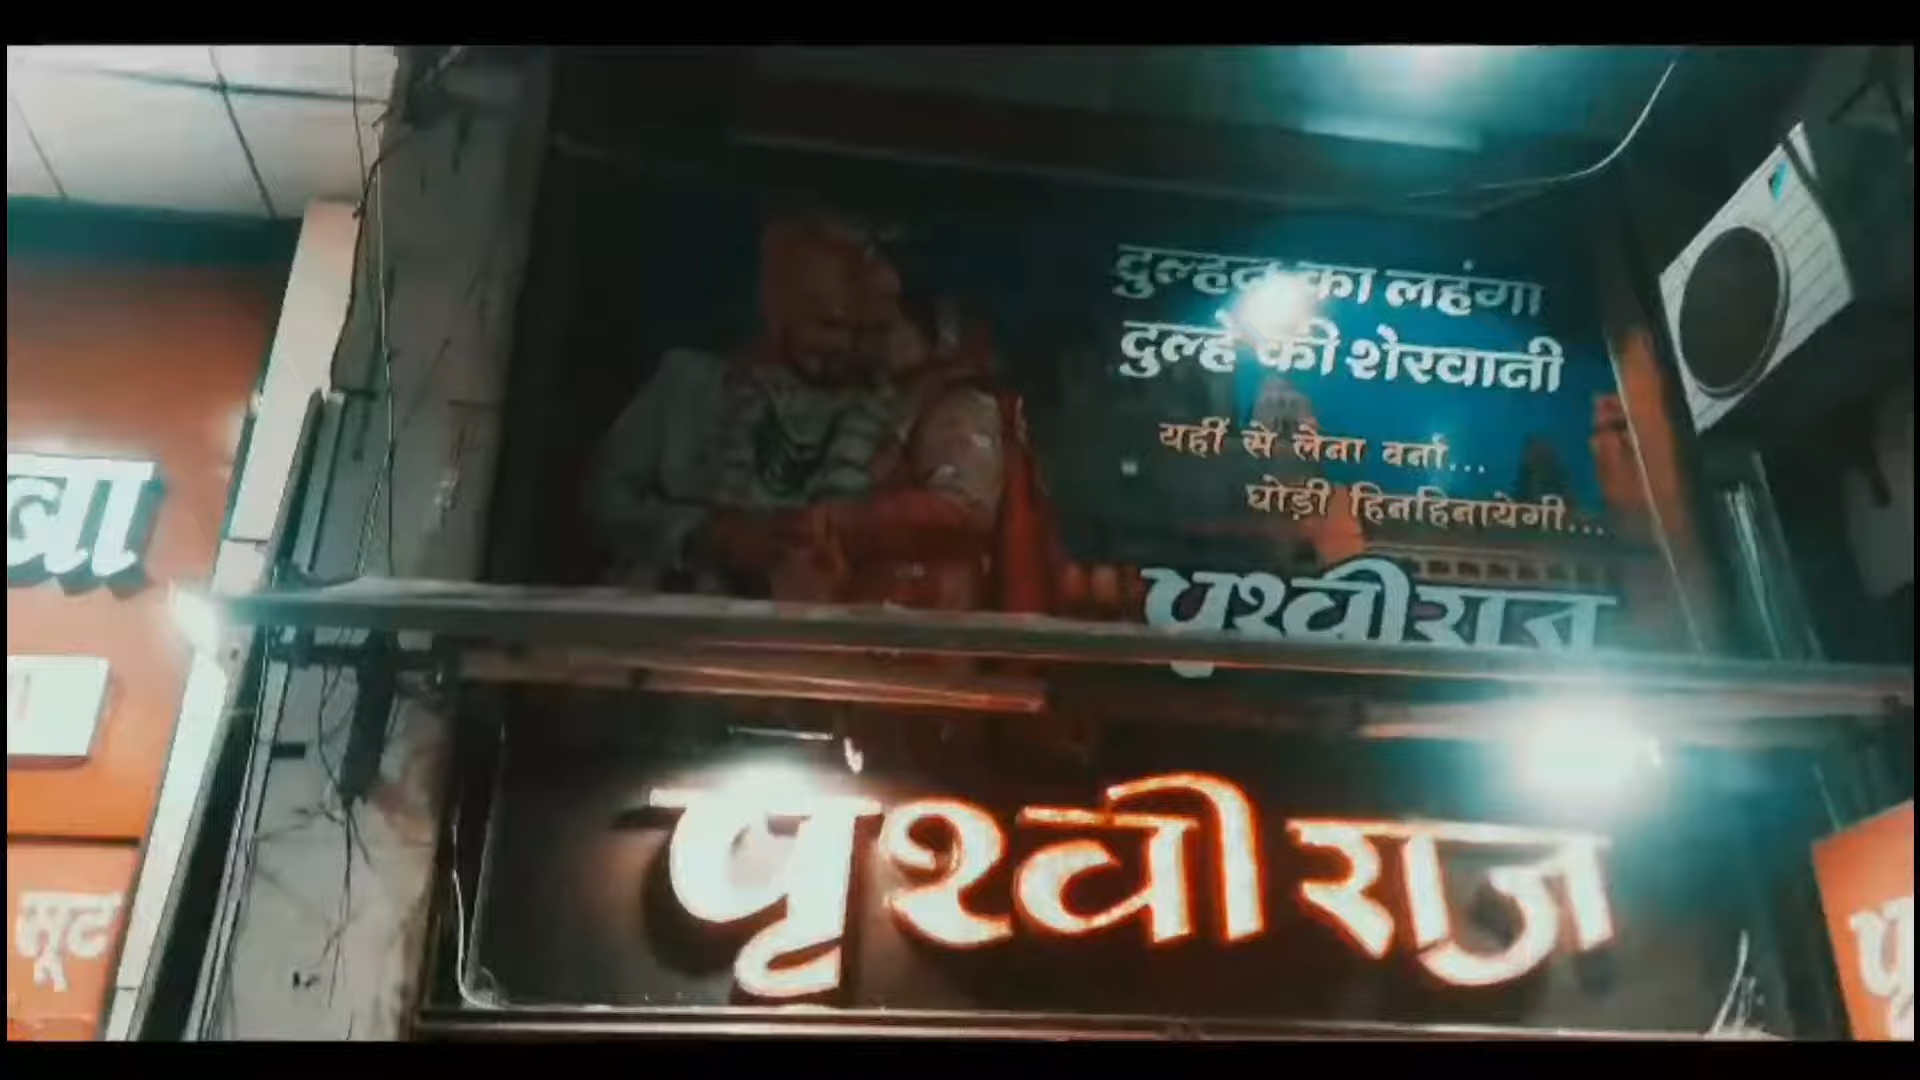 दुल्हन का लहंगा
दुल्हे की शेरवानी
यहीं से लेना वर्ना...
घोड़ी हिनहिनायेगी...
पृथ्वीराज
पृथ्वीराज
सूट